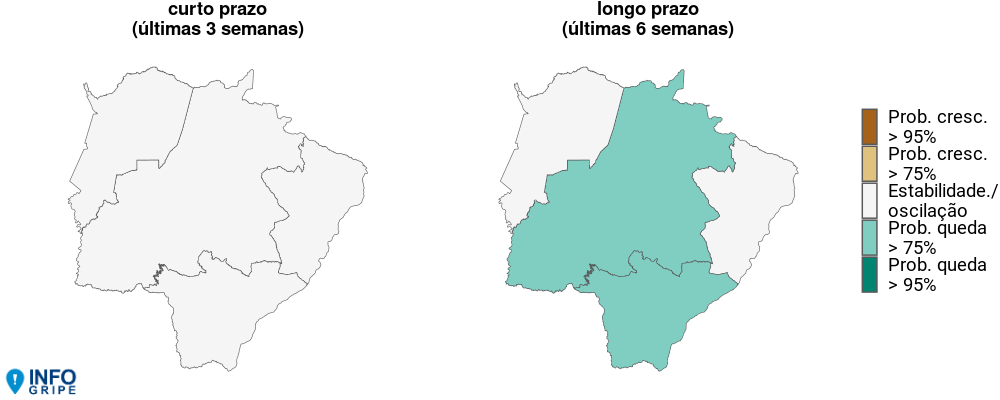 curto prazo
(últimas 3 semanas)
longo prazo
(últimas 6 semanas)
Prob. cresc.
> 95%
Prob. cresc.
> 75%
Estabilidade./
oscilação
Prob. queda
> 75%
Prob. queda
> 95%
INFO
GRIPE